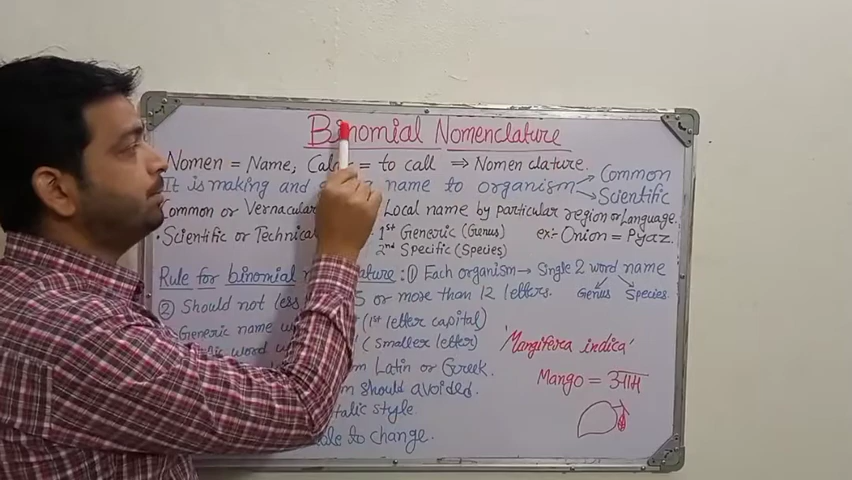 Binomial Nomenclature
Nomen = Name; = to call ⇒ Nomen clature.
It is making and name to organism Common
Scientific
Common or Vernacular Local name by particular region or Language.
• Scientific or Technical 1st Generic (Genus) ex:- Onion = Pyaz.
2nd Specific (Species)
Rule for binomial : ① Each organism → Single 2 word name
② Should not less 5 or more than 12 letters. Genus Species
Generic name (1st letter capital)
word ( smaller letter)
'Mangifera indica'
Latin or Greek.
Mango = आम
should avoided.
style.
to change.